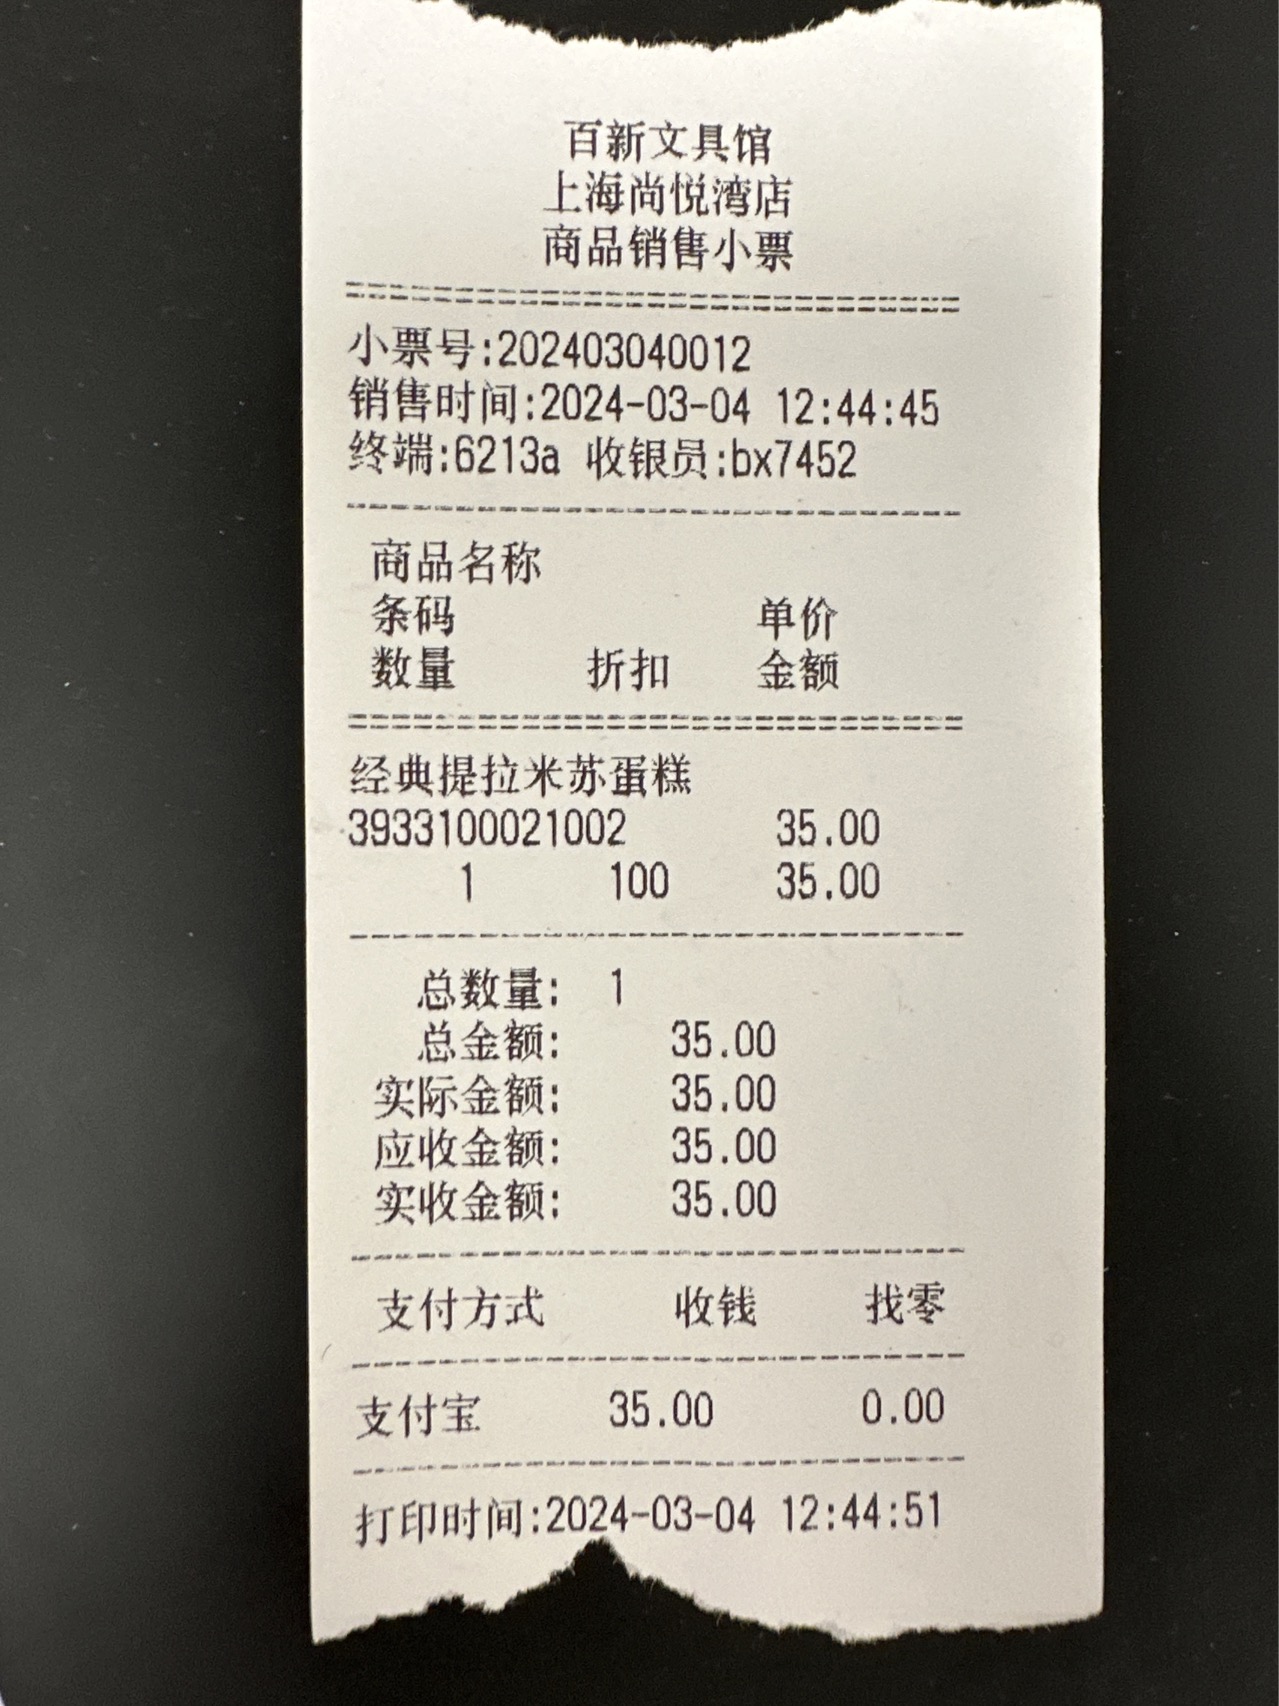 百新文具馆
上海尚悦湾店
商品销售小票
小票号:202403040012
销售时间:2024-03-04 12:44:45
终端:6213a 收银员:bx7452
商品名称
条码 单价
数量 折扣 金额
经典提拉米苏蛋糕
3933100021002 35.00
1 100 35.00
总数量: 1
总金额: 35.00
实际金额: 35.00
应收金额: 35.00
实收金额: 35.00
支付方式 收钱 找零
支付宝 35.00 0.00
打印时间:2024-03-04 12:44:51